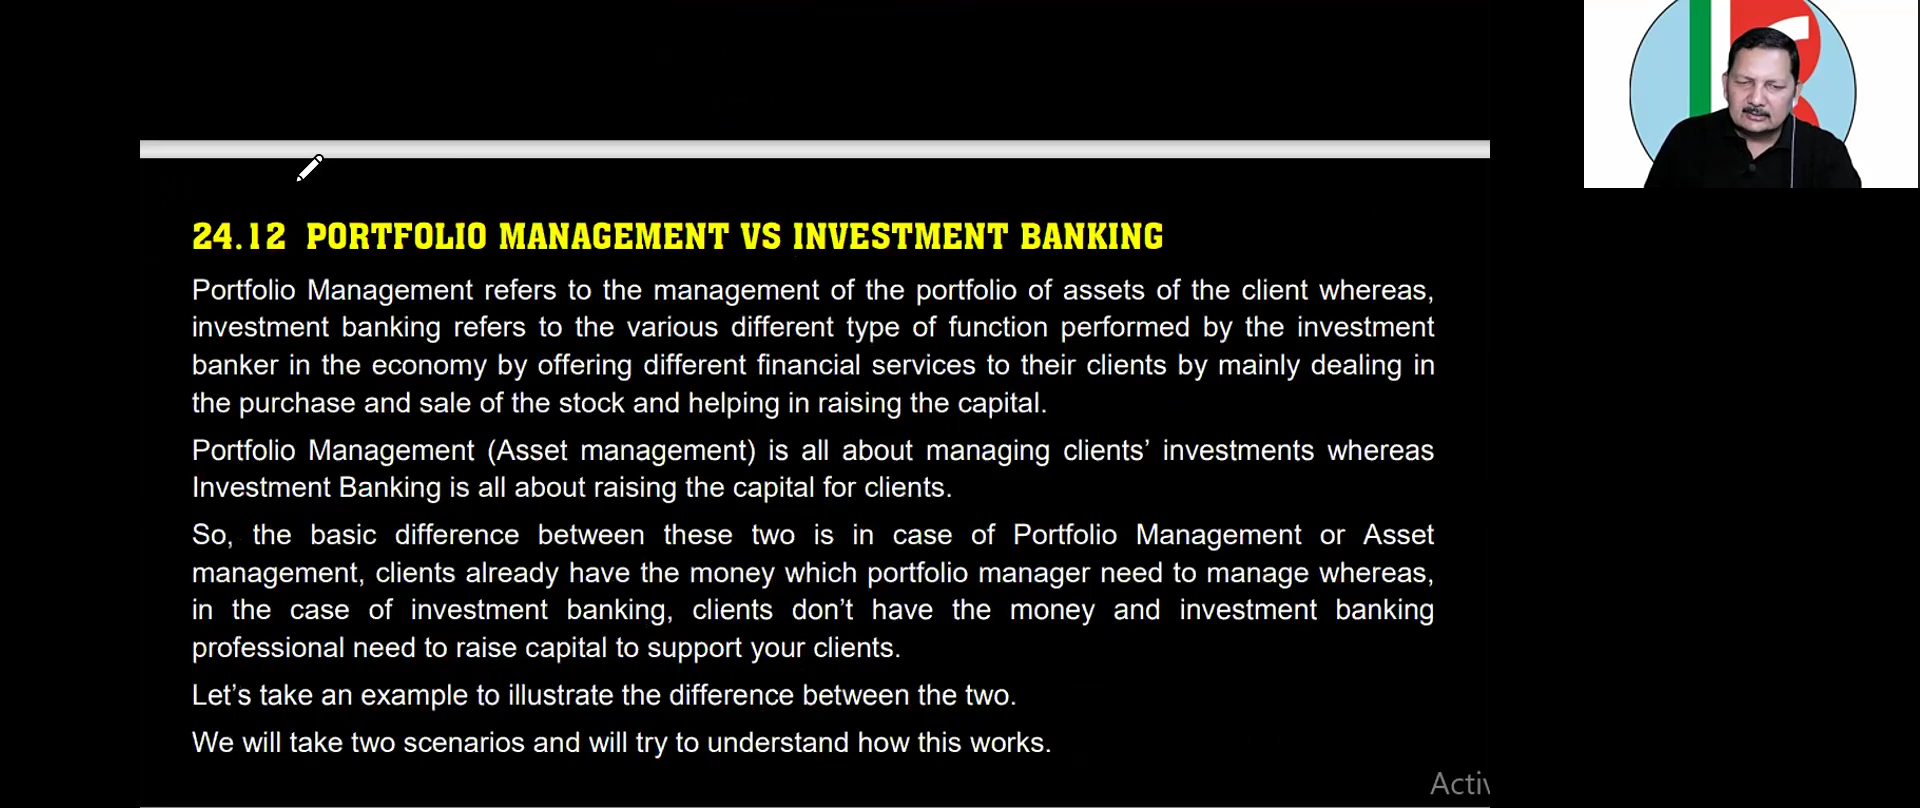 24.12 PORTFOLIO MANAGEMENT VS INVESTMENT BANKING
Portfolio Management refers to the management of the portfolio of assets of the client whereas,
investment banking refers to the various different type of function performed by the investment
banker in the economy by offering different financial services to their clients by mainly dealing in
the purchase and sale of the stock and helping in raising the capital.
Portfolio Management (Asset management) is all about managing clients’ investments whereas
Investment Banking is all about raising the capital for clients.
So, the basic difference between these two is in case of Portfolio Management or Asset
management, clients already have the money which portfolio manager need to manage whereas,
in the case of investment banking, clients don’t have the money and investment banking
professional need to raise capital to support your clients.
Let’s take an example to illustrate the difference between the two.
We will take two scenarios and will try to understand how this works.